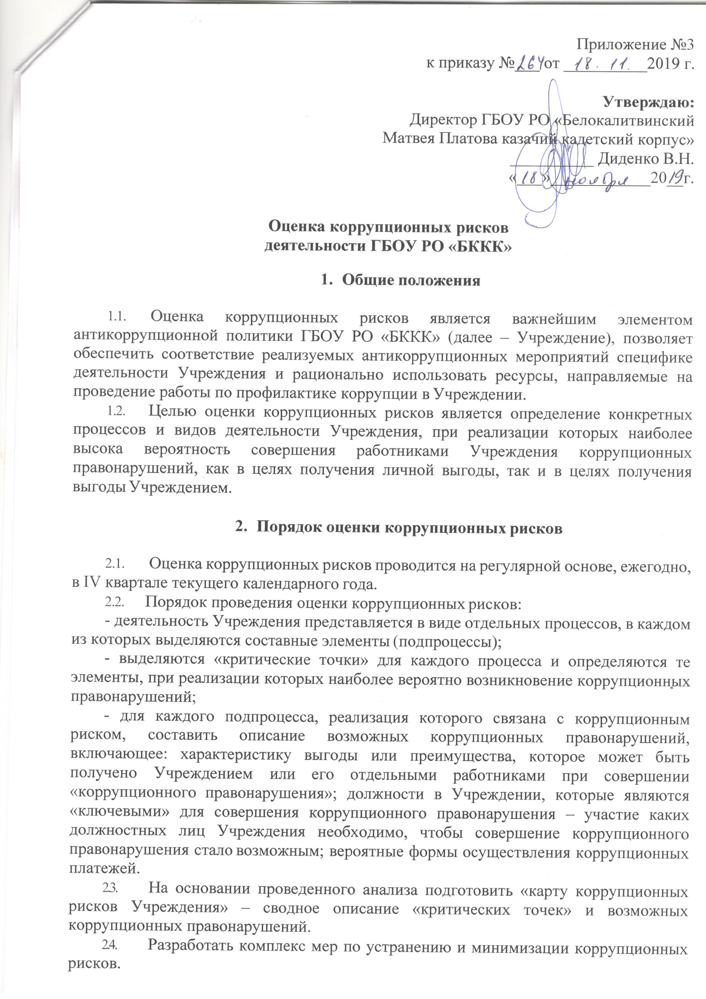 Приложение №3
к приказу №264 от 18. 11. 2019 г.
Утверждаю:
Директор ГБОУ РО «Белокалитвинский
Матвея Платова казачий кадетский корпус»
____________ Диденко В.Н.
«18» ноября 2019г.
Оценка коррупционных рисков
деятельности ГБОУ РО «БККК»
1. Общие положения
1.1. Оценка коррупционных рисков является важнейшим элементом
антикоррупционной политики ГБОУ РО «БККК» (далее – Учреждение), позволяет
обеспечить соответствие реализуемых антикоррупционных мероприятий специфике
деятельности Учреждения и рационально использовать ресурсы, направляемые на
проведение работы по профилактике коррупции в Учреждении.
1.2. Целью оценки коррупционных рисков является определение конкретных
процессов и видов деятельности Учреждения, при реализации которых наиболее
высока вероятность совершения работниками Учреждения коррупционных
правонарушений, как в целях получения личной выгоды, так и в целях получения
выгоды Учреждением.
2. Порядок оценки коррупционных рисков
2.1. Оценка коррупционных рисков проводится на регулярной основе, ежегодно,
в IV квартале текущего календарного года.
2.2. Порядок проведения оценки коррупционных рисков:
- деятельность Учреждения представляется в виде отдельных процессов, в каждом
из которых выделяются составные элементы (подпроцессы);
- выделяются «критические точки» для каждого процесса и определяются те
элементы, при реализации которых наиболее вероятно возникновение коррупционных
правонарушений;
- для каждого подпроцесса, реализация которого связана с коррупционным
риском, составить описание возможных коррупционных правонарушений,
включающее: характеристику выгоды или преимущества, которое может быть
получено Учреждением или его отдельными работниками при совершении
«коррупционного правонарушения»; должности в Учреждении, которые являются
«ключевыми» для совершения коррупционного правонарушения – участие каких
должностных лиц Учреждения необходимо, чтобы совершение коррупционного
правонарушения стало возможным; вероятные формы осуществления коррупционных
платежей.
2.3. На основании проведенного анализа подготовить «карту коррупционных
рисков Учреждения» – сводное описание «критических точек» и возможных
коррупционных правонарушений.
2.4. Разработать комплекс мер по устранению и минимизации коррупционных
рисков.